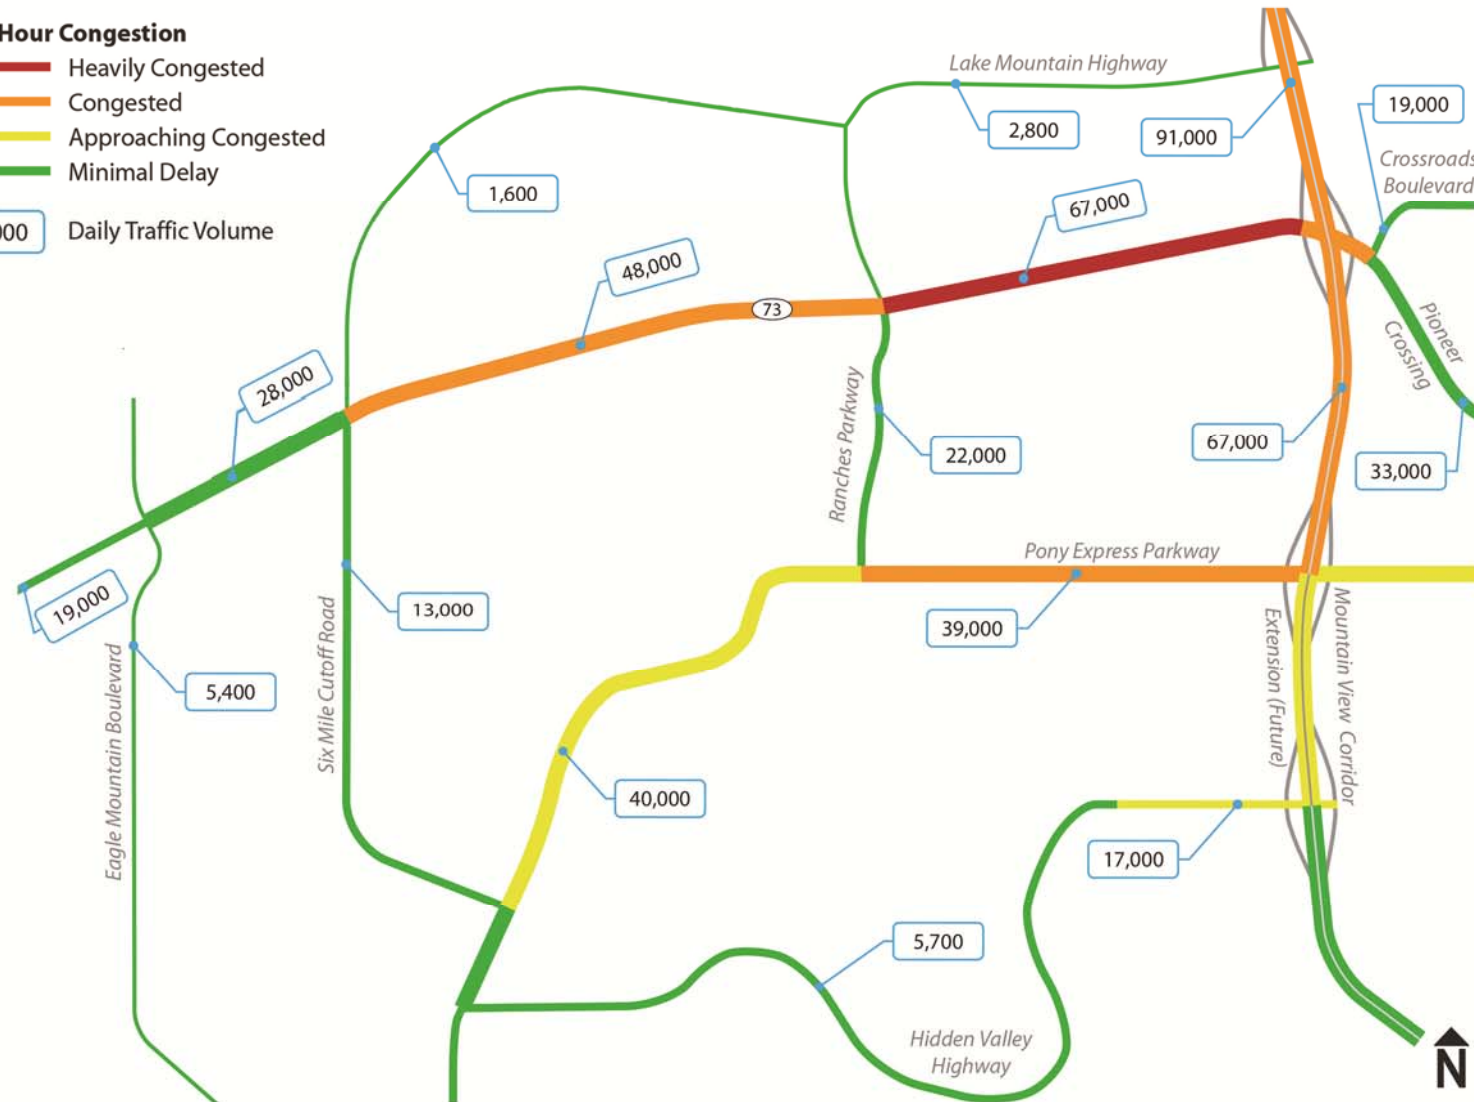 Hour Congestion
Heavily Congested
Congested
Approaching Congested
Minimal Delay
000
Daily Traffic Volume
Lake Mountain Highway
2,800
91,000
19,000
Crossroads
Boulevard
1,600
67,000
48,000
73
28,000
Pioneer
Crossing
Ranches Parkway
22,000
67,000
33,000
Pony Express Parkway
19,000
13,000
39,000
Mountain View Corridor
Extension (Future)
Eagle Mountain Boulevard
5,400
Six Mile Cutoff Road
40,000
17,000
5,700
Hidden Valley
Highway
N